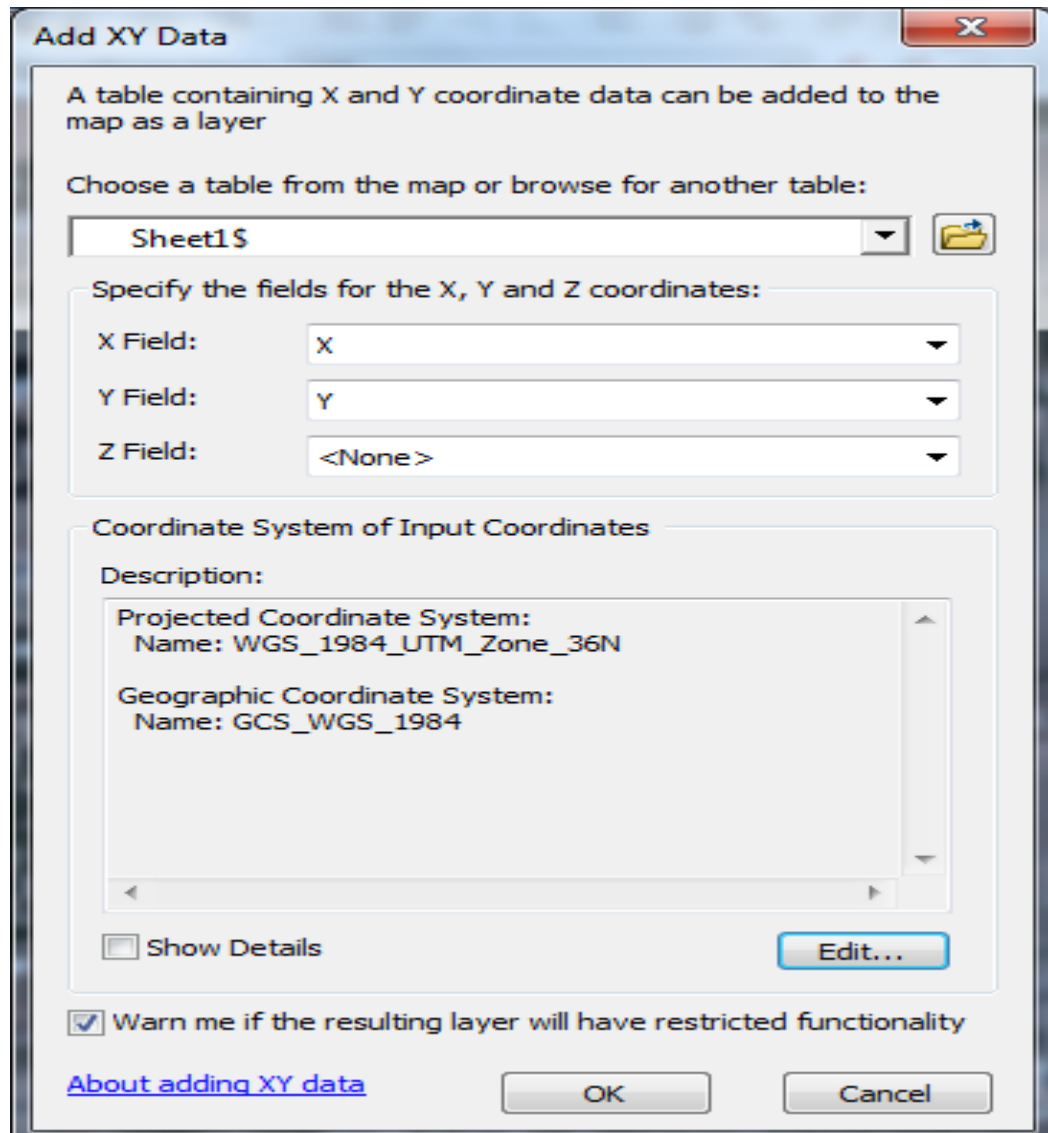 Add XY Data
A table containing X and Y coordinate data can be added to the
map as a layer
Choose a table from the map or browse for another table:
Sheet1$
Specify the fields for the X, Y and Z coordinates:
X Field:
X
Y Field:
Y
Z Field:
<None>
Coordinate System of Input Coordinates
Description:
Projected Coordinate System:
Name: WGS_1984_UTM_Zone_36N
Geographic Coordinate System:
Name: GCS_WGS_1984
Show Details
Edit...
Warn me if the resulting layer will have restricted functionality
About adding XY data
OK
Cancel